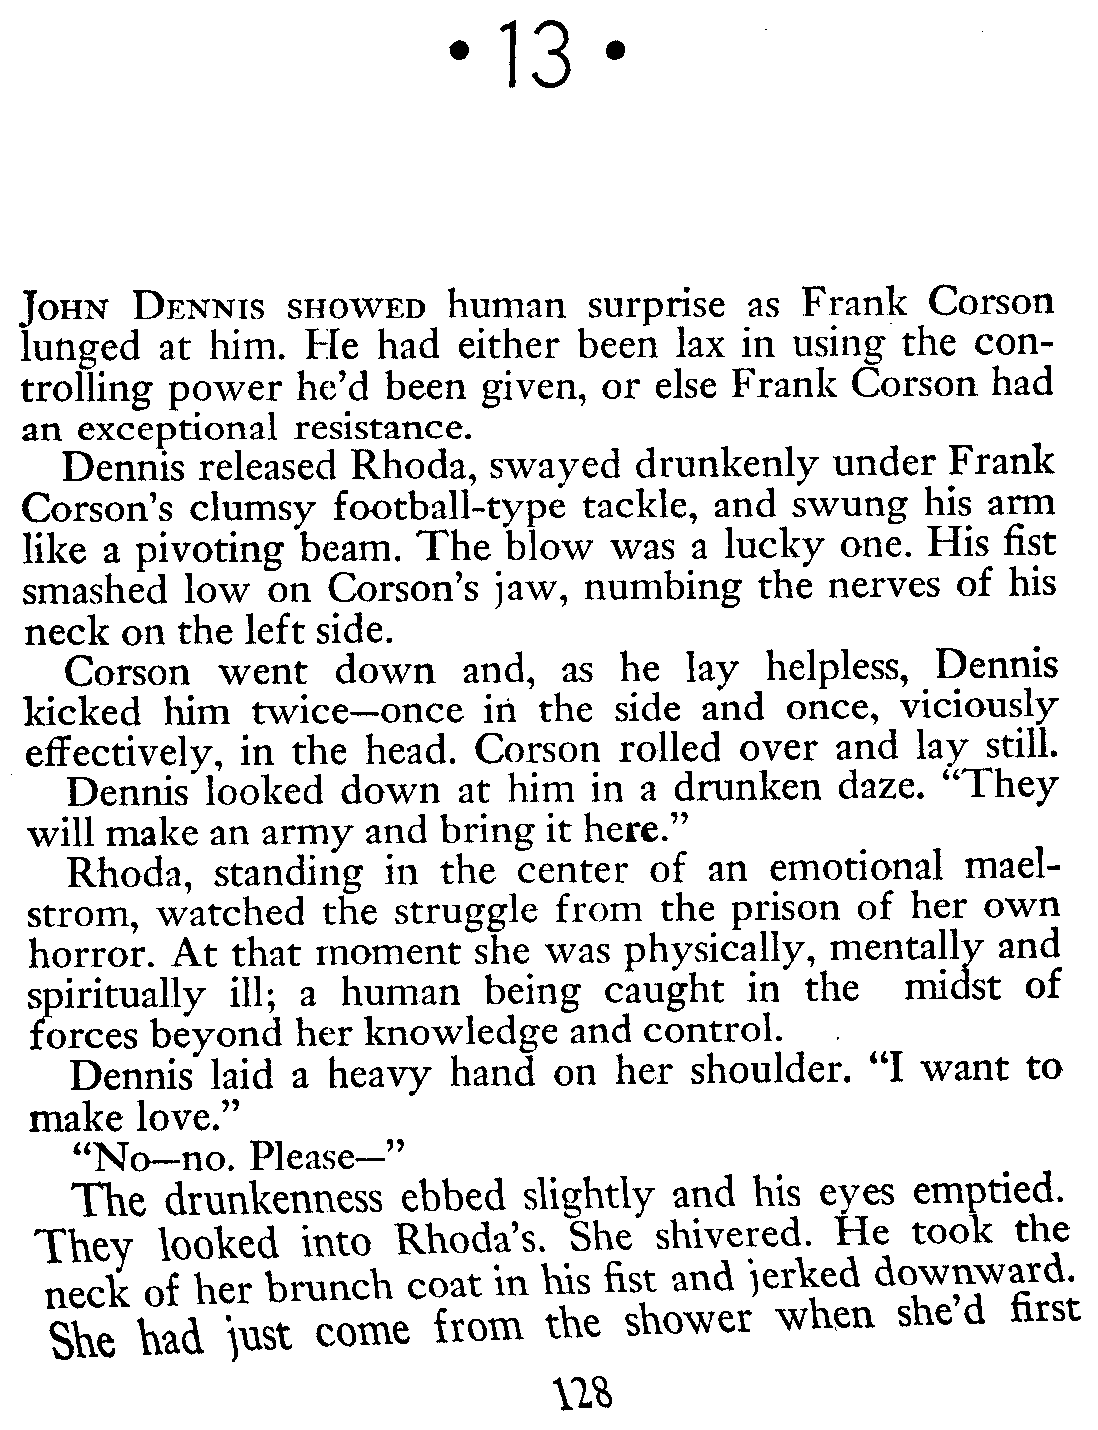 • 13 •
JOHN DENNIS SHOWED human surprise as Frank Corson
lunged at him. He had either been lax in using the con-
trolling power he'd been given, or else Frank Corson had
an exceptional resistance.
Dennis released Rhoda, swayed drunkenly under Frank
Corson's clumsy football-type tackle, and swung his arm
like a pivoting beam. The blow was a lucky one. His fist
smashed low on Corson's jaw, numbing the nerves of his
neck on the left side.
Corson went down and, as he lay helpless, Dennis
kicked him twice—once in the side and once, viciously
effectively, in the head. Corson rolled over and lay still.
Dennis looked down at him in a drunken daze. “They
will make an army and bring it here.”
Rhoda, standing in the center of an emotional mael-
strom, watched the struggle from the prison of her own
horror. At that moment she was physically, mentally and
spiritually ill; a human being caught in the midst of
forces beyond her knowledge and control.
Dennis laid a heavy hand on her shoulder. “I want to
make love.”
“No—no. Please—”
The drunkenness ebbed slightly and his eyes emptied.
They looked into Rhoda's. She shivered. He took the
neck of her brunch coat in his fist and jerked downward.
She had just come from the shower when she'd first
128